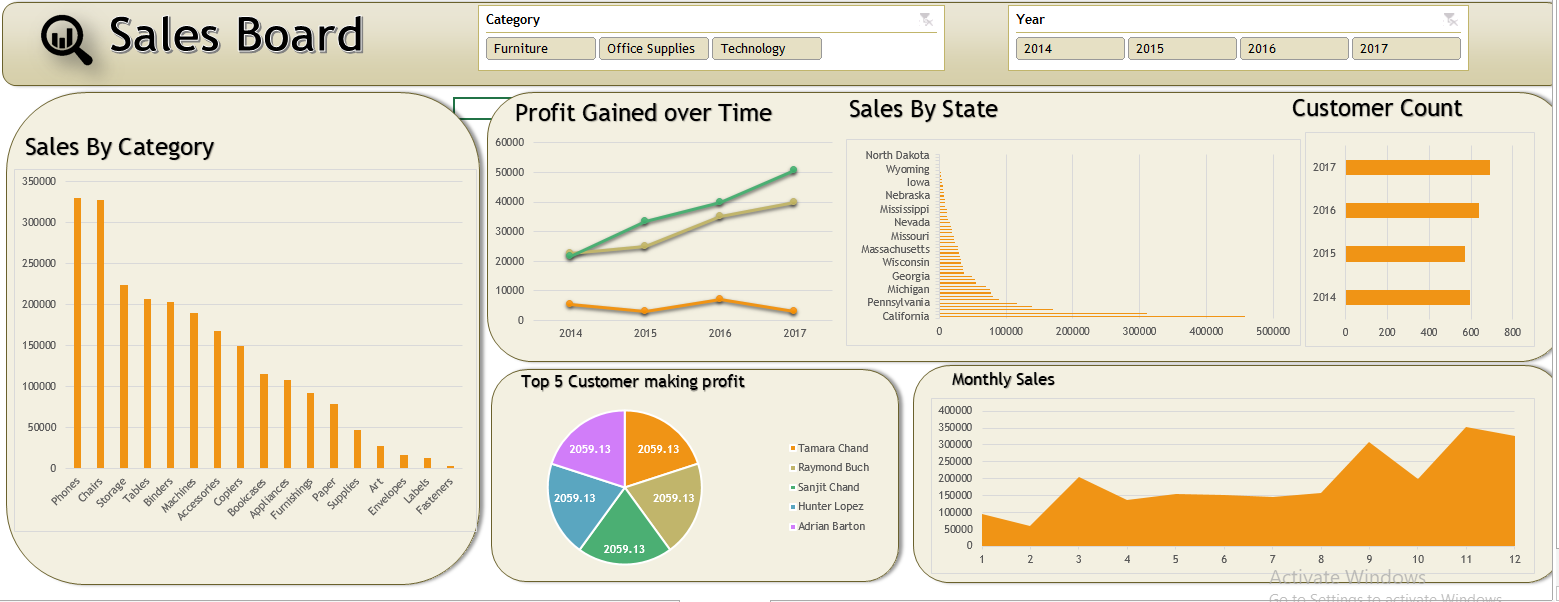 Sales Board
Category
Furniture
Office Supplies
Technology
Year
2014
2015
2016
2017
Sales By Category
350000
300000
250000
200000
150000
100000
50000
0
Phones
Chairs
Storage
Tables
Binders
Machines
Accessories
Copiers
Bookcases
Appliances
Furnishings
Paper
Supplies
Art
Envelopes
Labels
Fasteners
Profit Gained over Time
60000
50000
40000
30000
20000
10000
0
2014
2015
2016
2017
Sales By State
North Dakota
Wyoming
Iowa
Nebraska
Mississippi
Nevada
Missouri
Massachusetts
Wisconsin
Georgia
Michigan
Pennsylvania
California
0
100000
200000
300000
400000
500000
Customer Count
2017
2016
2015
2014
0
200
400
600
800
Top 5 Customer making profit
2059.13
2059.13
2059.13
2059.13
2059.13
Tamara Chand
Raymond Buch
Sanjit Chand
Hunter Lopez
Adrian Barton
Monthly Sales
400000
350000
300000
250000
200000
150000
100000
50000
0
1
2
3
4
5
6
7
8
9
10
11
12
Activate Windows
Go to Settings to activate Windows.